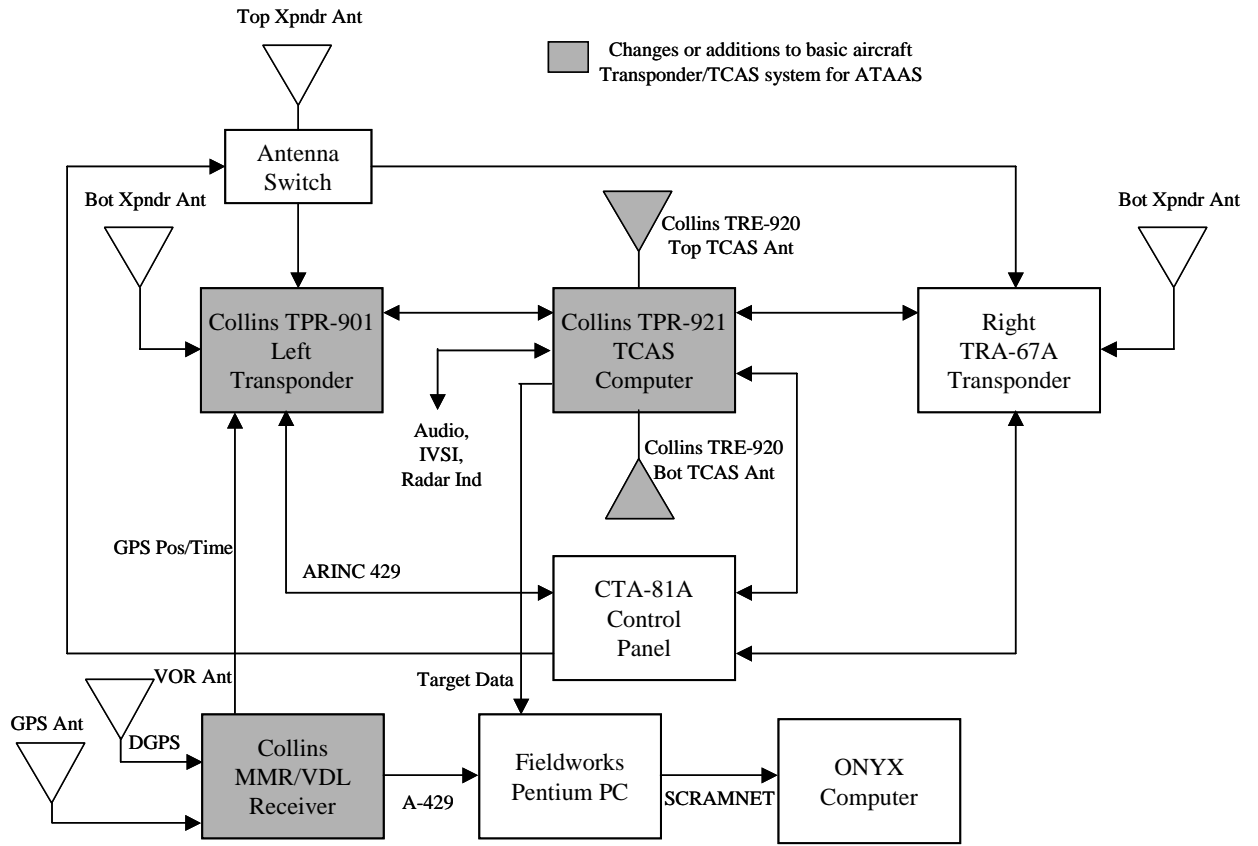 Top Xpndr Ant
Changes or additions to basic aircraft
Transponder/TCAS system for ATAAS
Antenna
Switch
Bot Xpndr Ant
Collins TRE-920
Top TCAS Ant
Bot Xpndr Ant
Collins TPR-901
Left
Transponder
Collins TPR-921
TCAS
Computer
Right
TRA-67A
Transponder
Audio,
IVSI,
Radar Ind
Collins TRE-920
Bot TCAS Ant
GPS Pos/Time
ARINC 429
CTA-81A
Control
Panel
VOR Ant
Target Data
GPS Ant
DGPS
Collins
MMR/VDL
Receiver
A-429
Fieldworks
Pentium PC
SCRAMNET
ONYX
Computer